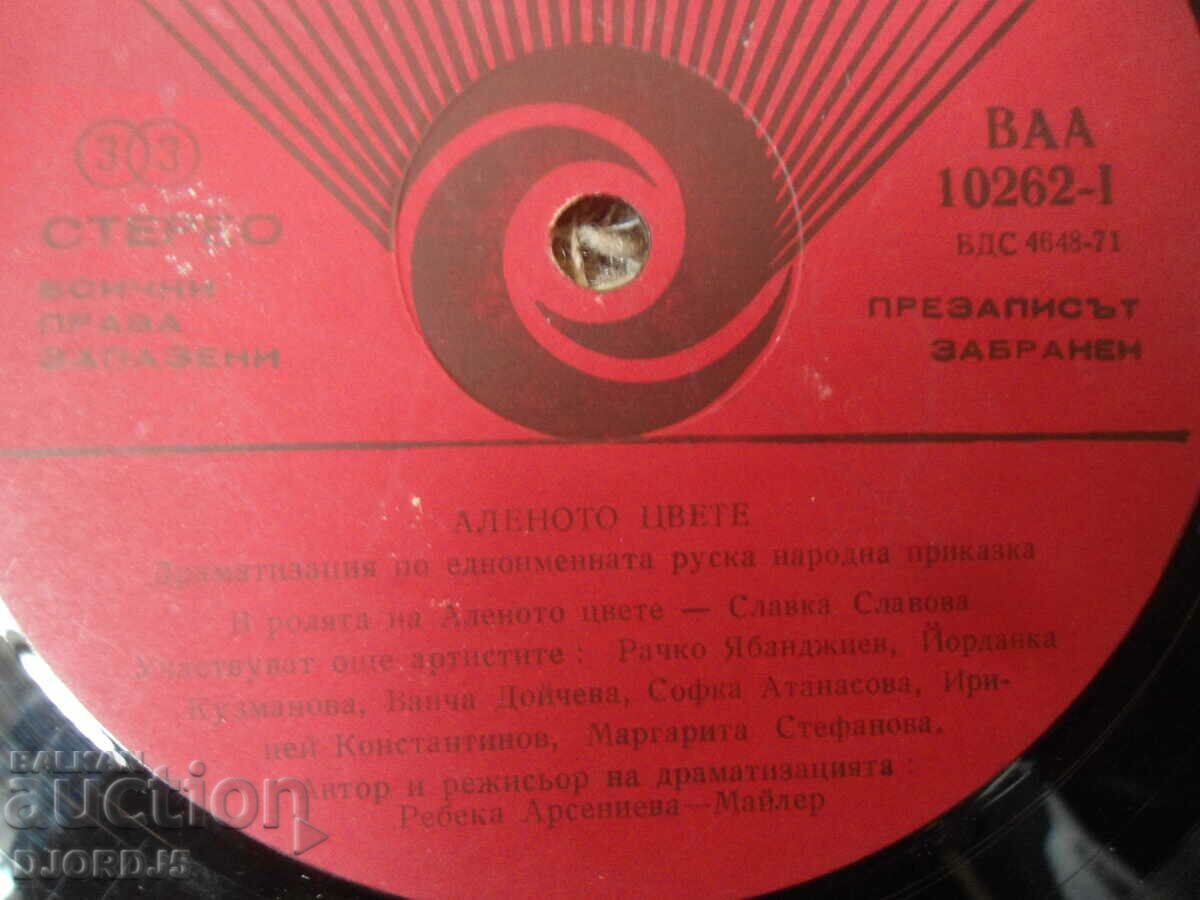 33
СТЕРЕО
ВСИЧКИ
ПРАВА
ЗАПАЗЕНИ
ВАА
10262-I
БДС 4648-71
ПРЕЗАПИСЪТ
ЗАБРАНЕН
АЛЕНОТО ЦВЕТЕ
Драматизация по едноименната руска народна приказка
В ролята на Аленото цвете — Славка Славова
Участвуват още артистите: Рачко Ябанджиев, Йорданка
Кузманова, Ванча Дойчева, Софка Атанасова, Ири-
ней Константинов, Маргарита Стефанова.
Автор и режисьор на драматизацията:
Ребека Арсениева—Майлер
BALKAN
auction
DJORD_J5